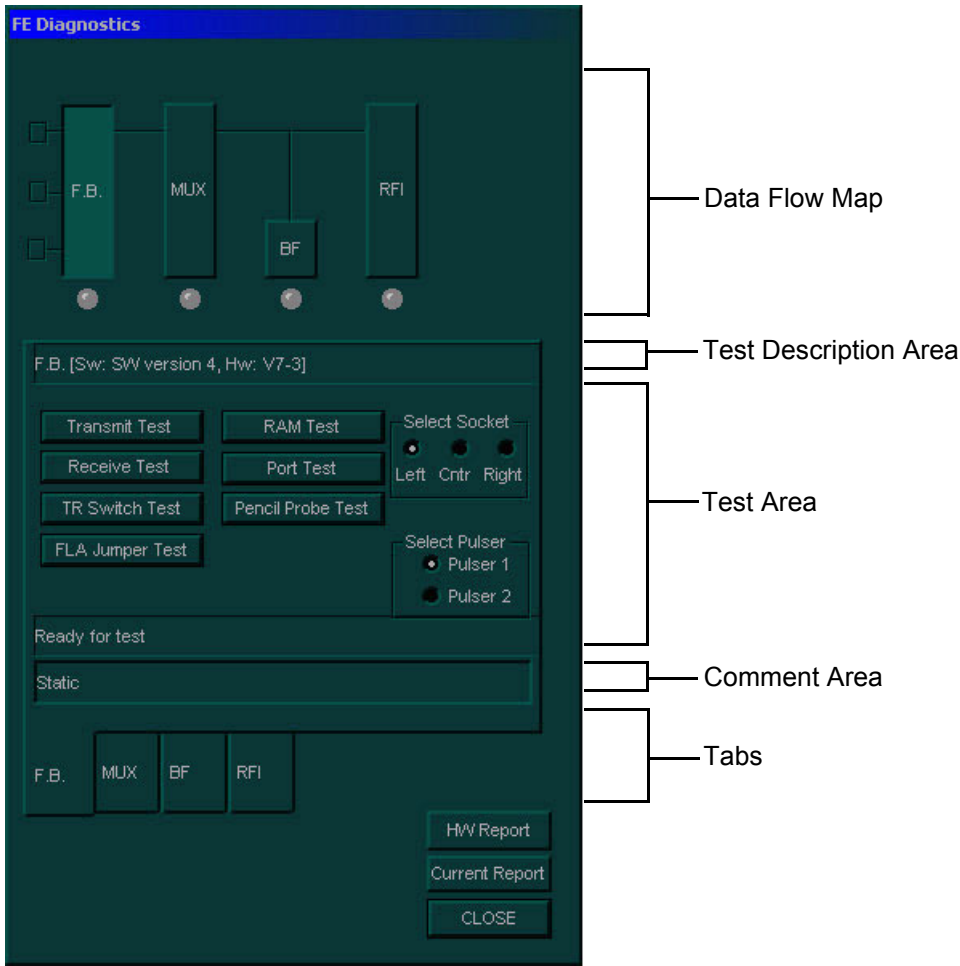 FE Diagnostics
F.B.
MUX
BF
RFI
Data Flow Map
F.B. [Sw: SW version 4, Hw: V7-3]
Test Description Area
Transmit Test
RAM Test
Select Socket
Receive Test
Port Test
Left Cntr Right
TR Switch Test
Pencil Probe Test
FLA Jumper Test
Select Pulser
Pulser 1
Pulser 2
Test Area
Ready for test
Static
Comment Area
F.B.
MUX
BF
RFI
Tabs
HW Report
Current Report
CLOSE